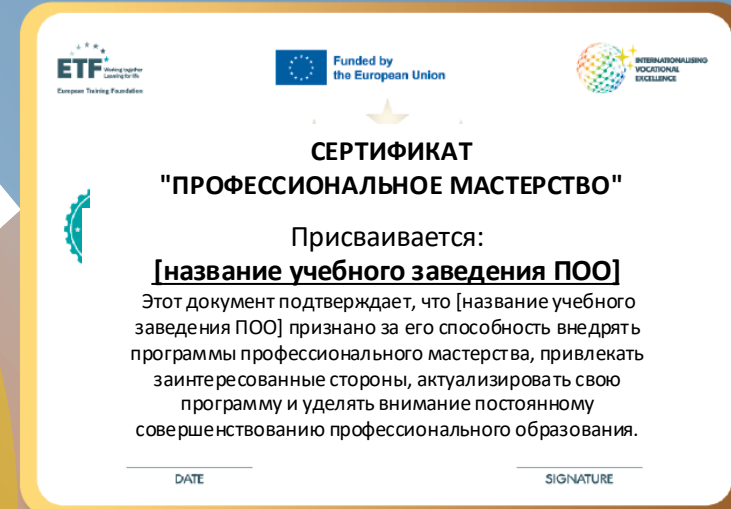 ETF Working together
Learning for life
European Training Foundation
Funded by
the European Union
INTERNATIONALISING
VOCATIONAL
EXCELLENCE
СЕРТИФИКАТ
"ПРОФЕССИОНАЛЬНОЕ МАСТЕРСТВО"
Присваивается:
[название учебного заведения ПОО]
Этот документ подтверждает, что [название учебного
заведения ПОО] признано за его способность внедрять
программы профессионального мастерства, привлекать
заинтересованные стороны, актуализировать свою
программу и уделять внимание постоянному
совершенствованию профессионального образования.
DATE
SIGNATURE